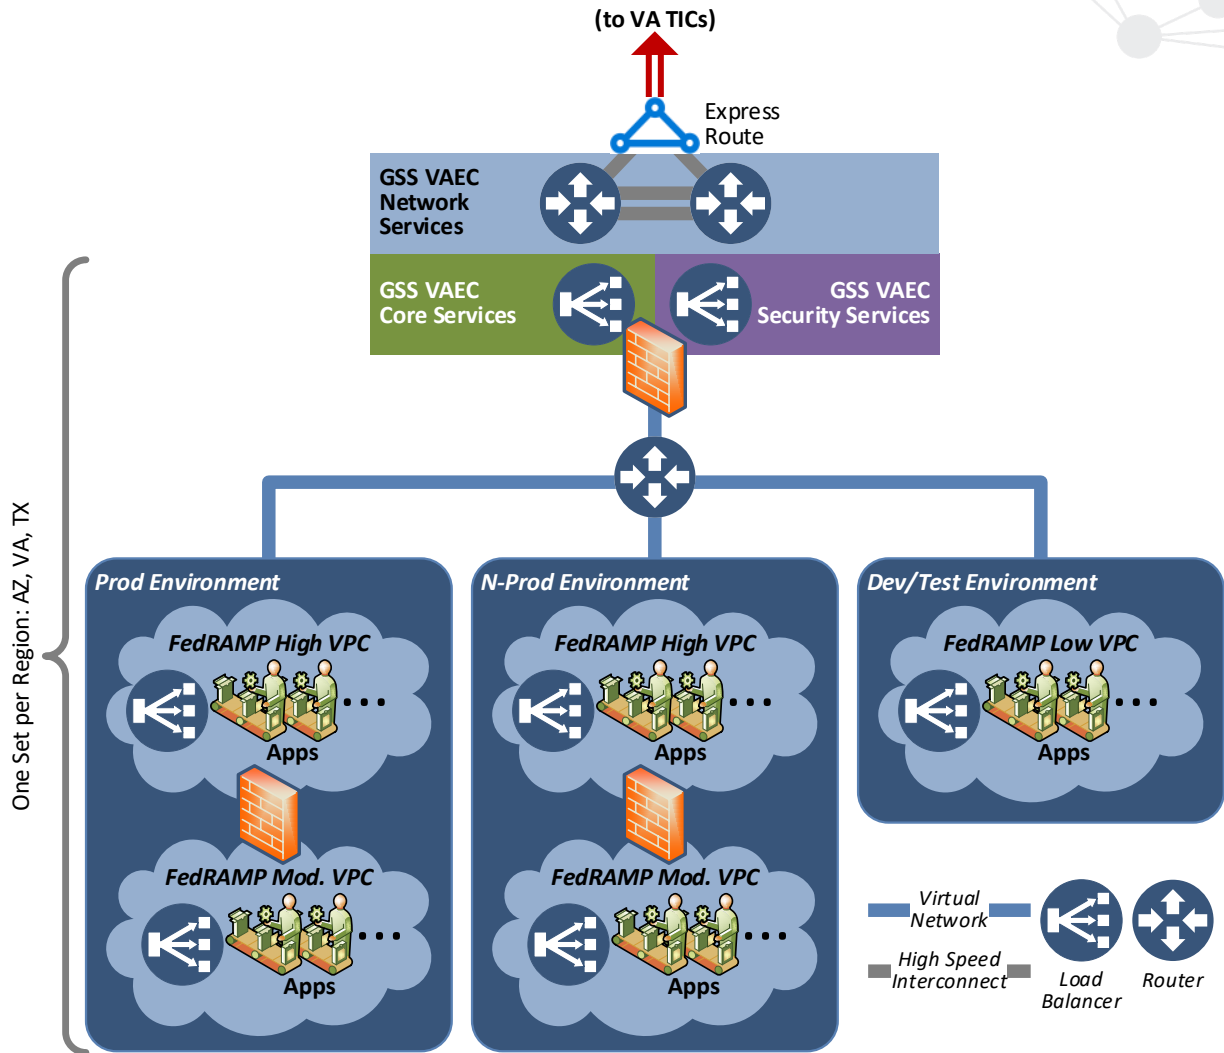 (to VA TICs)
Express
Route
GSS VAEC
Network
Services
GSS VAEC
Core Services
GSS VAEC
Security Services
One Set per Region: AZ, VA, TX
Prod Environment
FedRAMP High VPC
Apps
FedRAMP Mod. VPC
Apps
N-Prod Environment
FedRAMP High VPC
Apps
FedRAMP Mod. VPC
Apps
Dev/Test Environment
FedRAMP Low VPC
Apps
Virtual
Network
High Speed
Interconnect
Load
Balancer
Router